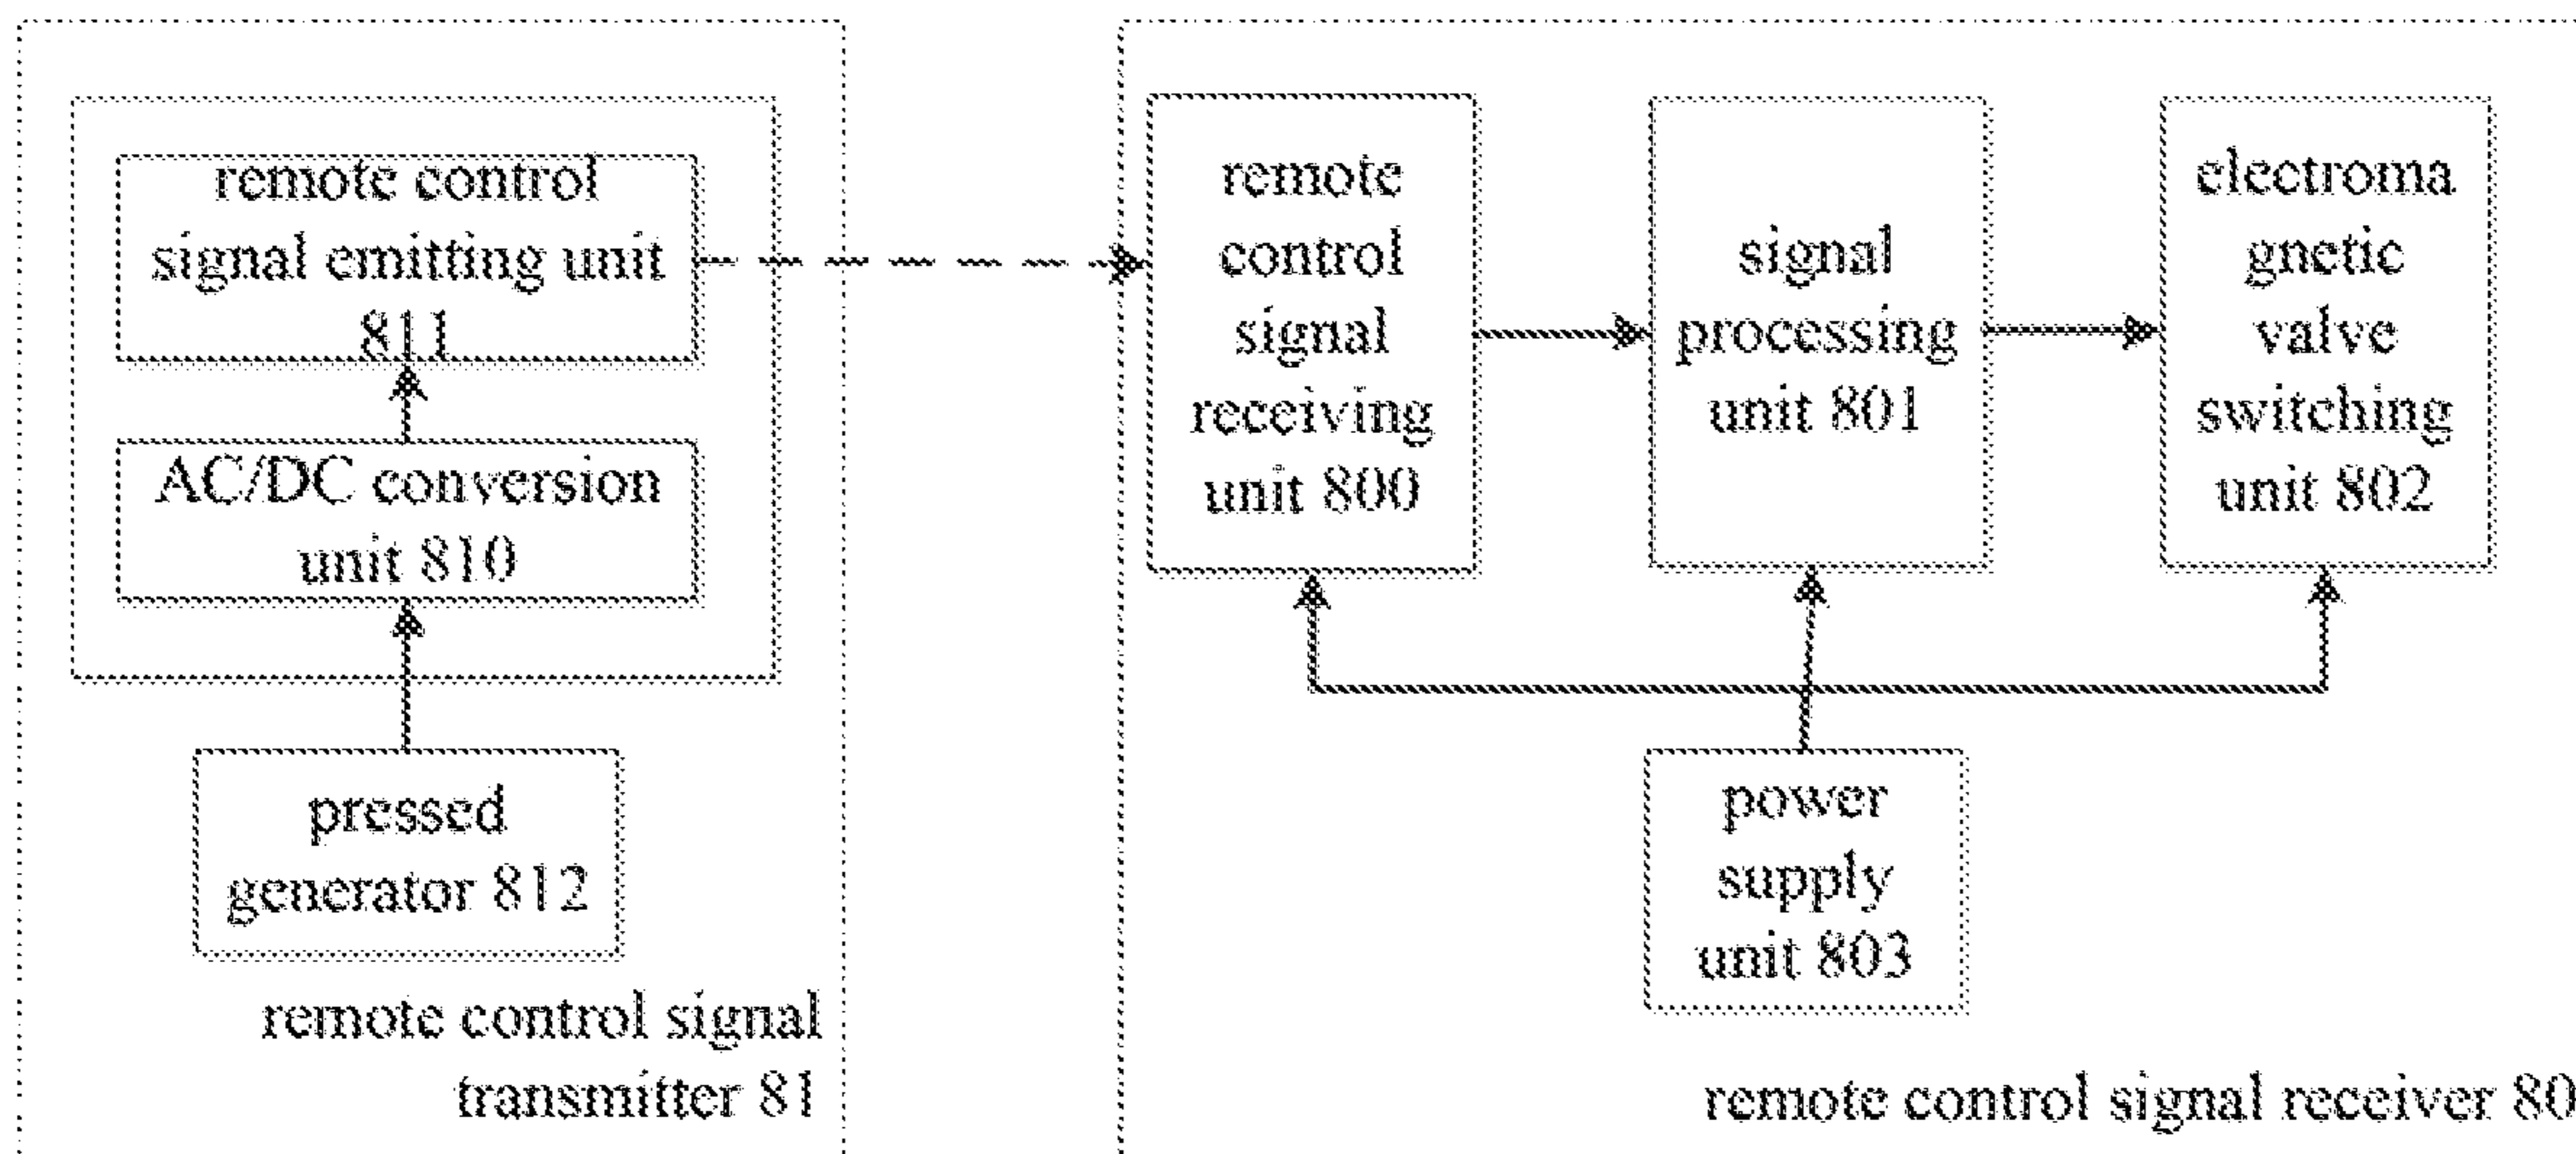 remote control
signal emitting unit
811
AC/DC conversion
unit 810
pressed
generator 812
remote control signal
transmitter 81
remote
control
signal
receiving
unit 800
signal
processing
unit 801
electroma
gnetic
valve
switching
unit 802
power
supply
unit 803
remote control signal receiver 80